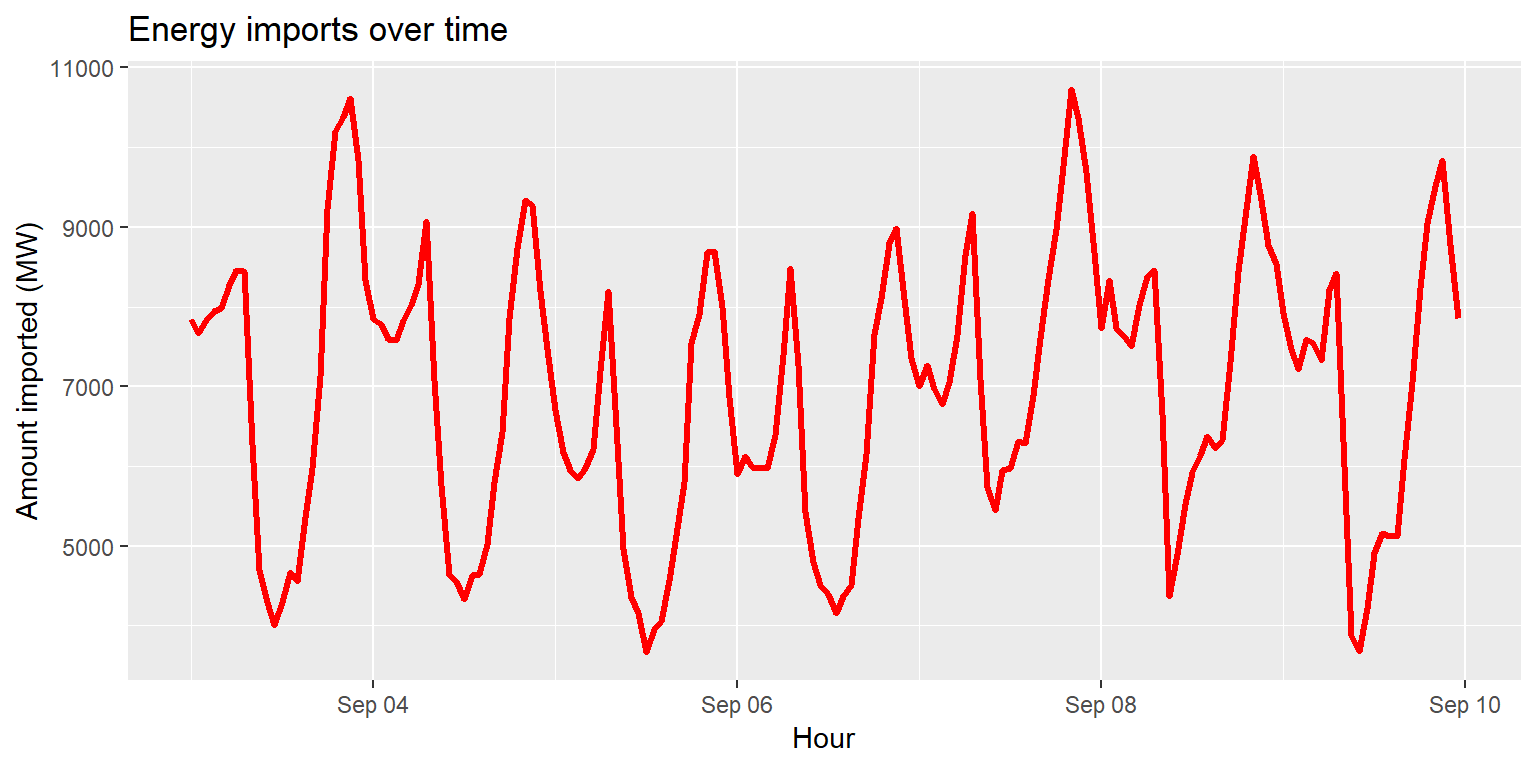 Energy imports over time
Amount imported (MW)
11000
9000
7000
5000
Sep 04 Sep 06 Sep 08 Sep 10
Hour